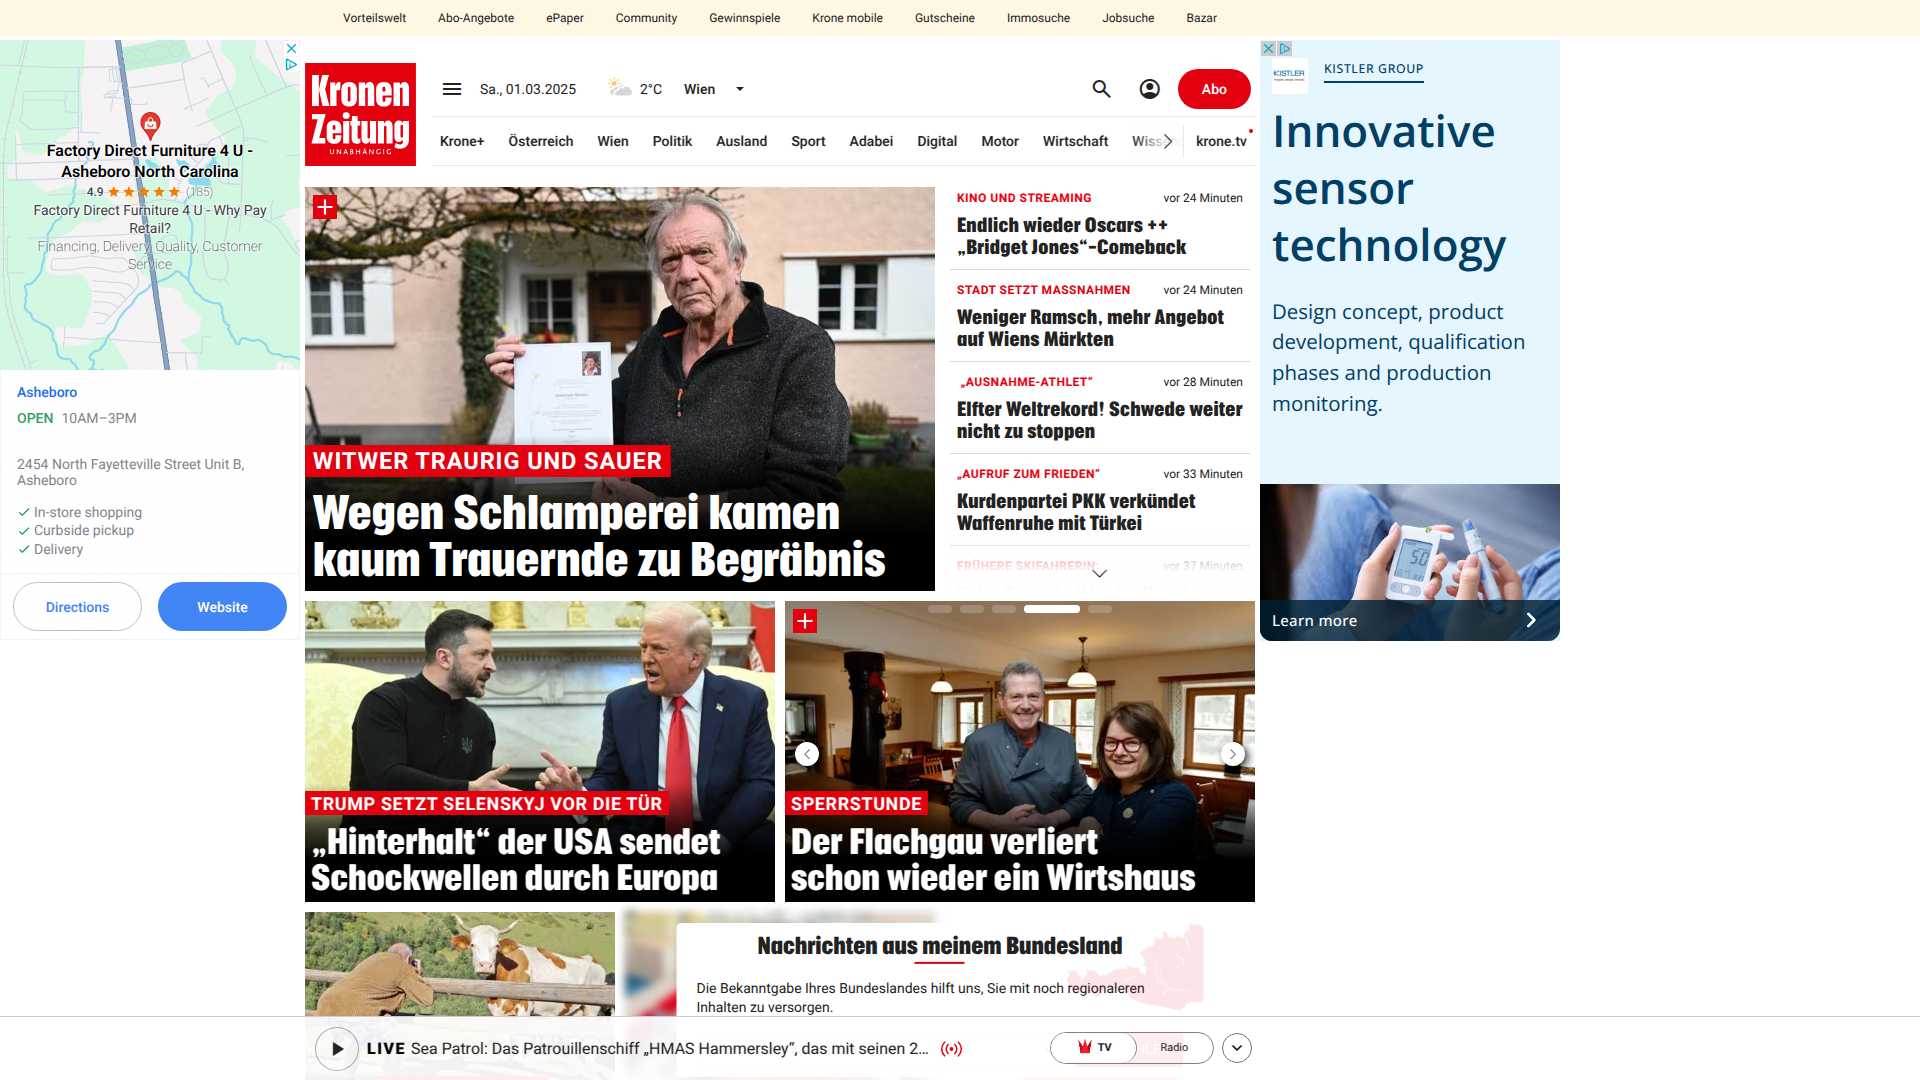 Vorteilswelt Abo-Angebote ePaper Community Gewinnspiele Krone mobile Gutscheine Immosuche Jobsuche Bazar
Factory Direct Furniture 4 U -
Asheboro North Carolina
4.9 (185)
Factory Direct Furniture 4 U - Why Pay
Retail?
Financing, Delivery, Quality, Customer
Service
Asheboro
OPEN 10AM–3PM
2454 North Fayetteville Street Unit B,
Asheboro
In-store shopping
Curbside pickup
Delivery
Directions
Website
Kronen
Zeitung
UNABHÄNGIG
Sa., 01.03.2025
2°C
Wien
Abo
Krone+ Österreich Wien Politik Ausland Sport Adabei Digital Motor Wirtschaft Wiss krone.tv
WITWER TRAURIG UND SAUER
Wegen Schlamperei kamen
kaum Trauernde zu Begräbnis
KINO UND STREAMING vor 24 Minuten
Endlich wieder Oscars ++
„Bridget Jones“-Comeback
STADT SETZT MASSNAHMEN vor 24 Minuten
Weniger Ramsch, mehr Angebot
auf Wiens Märkten
„AUSNAHME-ATHLET“ vor 28 Minuten
Elfter Weltrekord! Schwede weiter
nicht zu stoppen
„AUFRUF ZUM FRIEDEN“ vor 33 Minuten
Kurdenpartei PKK verkündet
Waffenruhe mit Türkei
FRÜHERE SKIFAHRERIN: vor 37 Minuten
TRUMP SETZT SELENSKYJ VOR DIE TÜR
„Hinterhalt“ der USA sendet
Schockwellen durch Europa
SPERRSTUNDE
Der Flachgau verliert
schon wieder ein Wirtshaus
Nachrichten aus meinem Bundesland
Die Bekanntgabe Ihres Bundeslandes hilft uns, Sie mit noch regionaleren
Inhalten zu versorgen.
LIVE Sea Patrol: Das Patrouillenschiff „HMAS Hammersley“, das mit seinen 2...
TV
Radio
KISTLER
KISTLER GROUP
Innovative
sensor
technology
Design concept, product
development, qualification
phases and production
monitoring.
50
Learn more